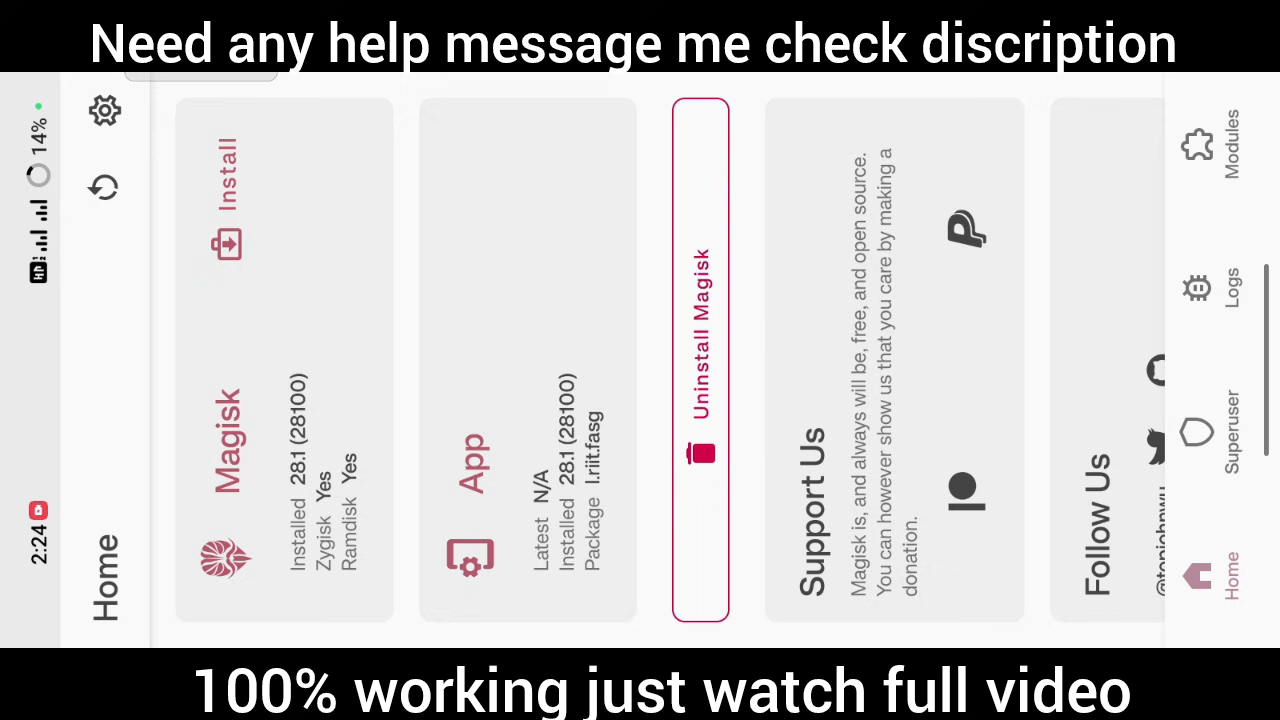 Need any help message me check discription
2:24
14%
Home
Magisk
Install
Installed 28.1 (28100)
Zygisk Yes
Ramdisk Yes
App
Latest N/A
Installed 28.1 (28100)
Package l.riit.fasg
Uninstall Magisk
Support Us
Magisk is, and always will be, free, and open source.
You can however show us that you care by making a
donation.
Follow Us
@topjohnwu
Home
Superuser
Logs
Modules
100% working just watch full video